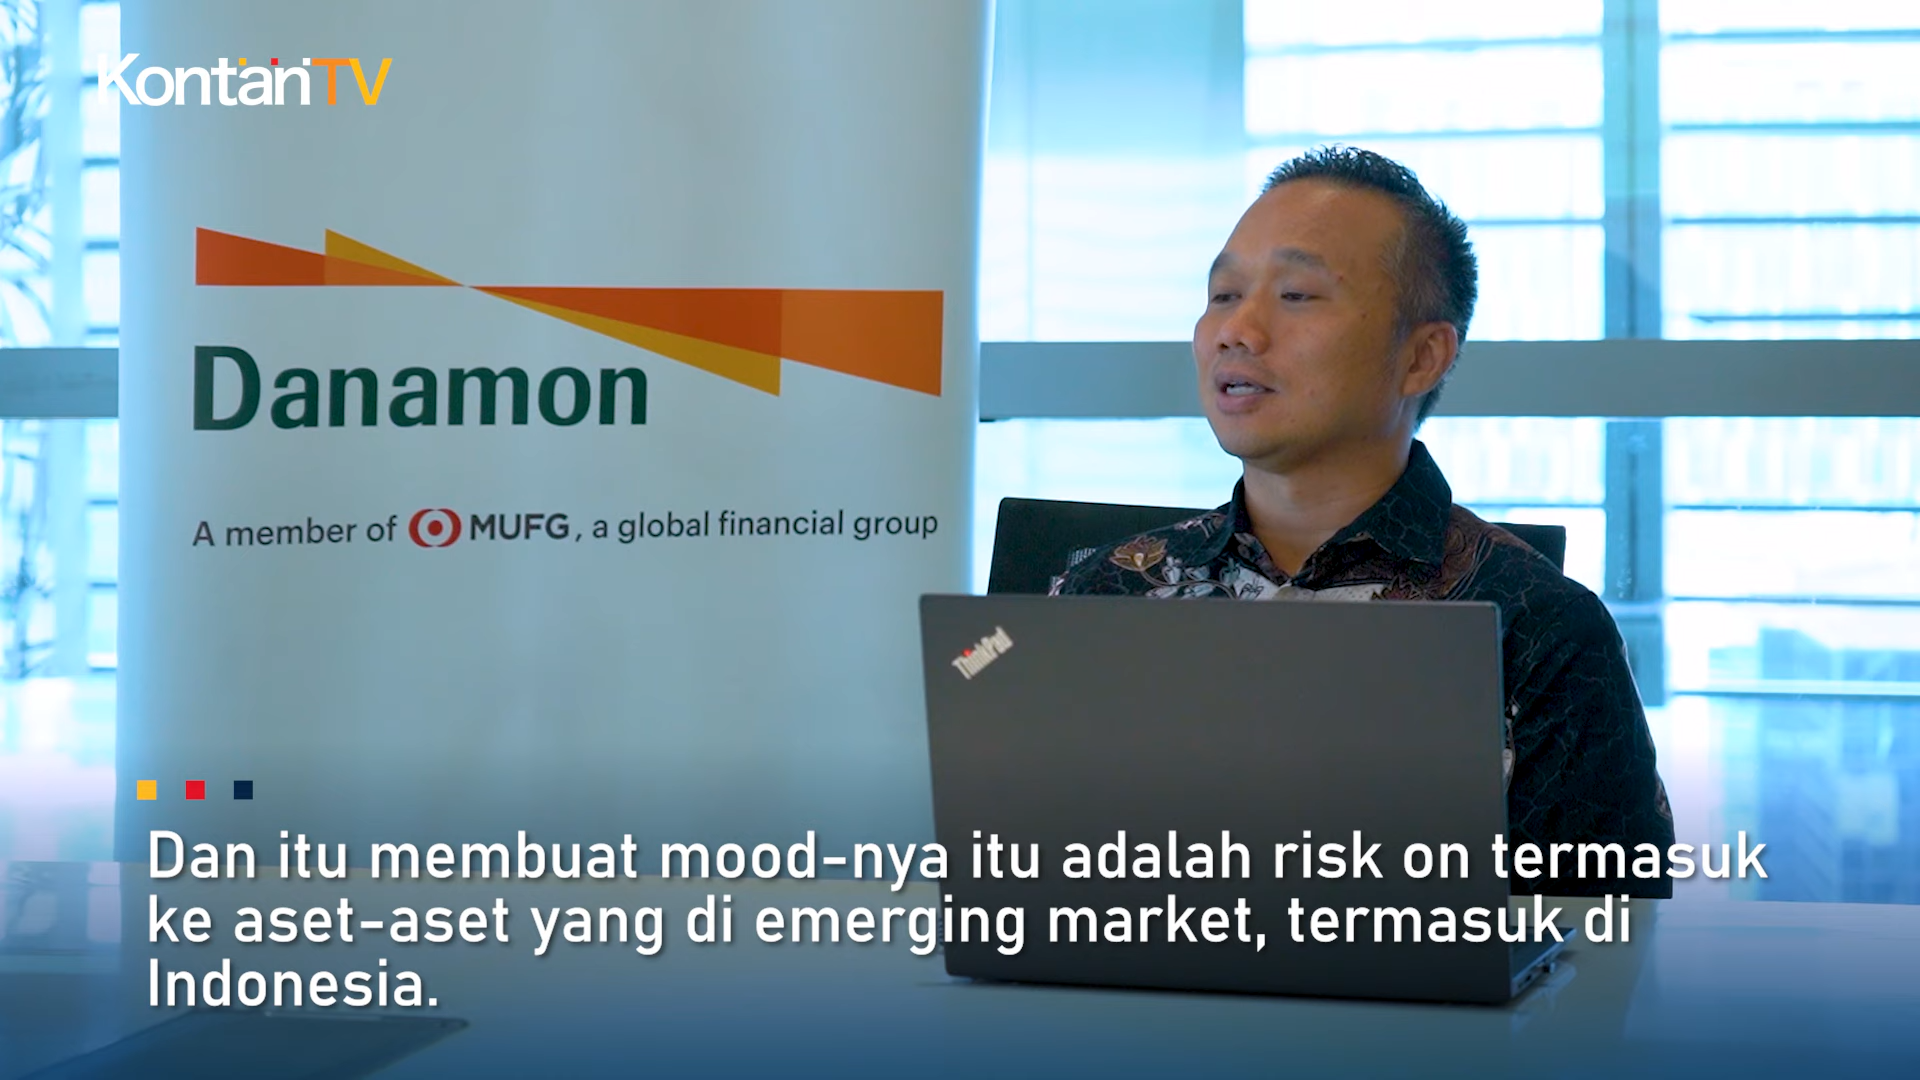 KontanTV
Danamon
A member of MUFG, a global financial group
ThinkPad
Dan itu membuat mood-nya itu adalah risk on termasuk
ke aset-aset yang di emerging market, termasuk di
Indonesia.